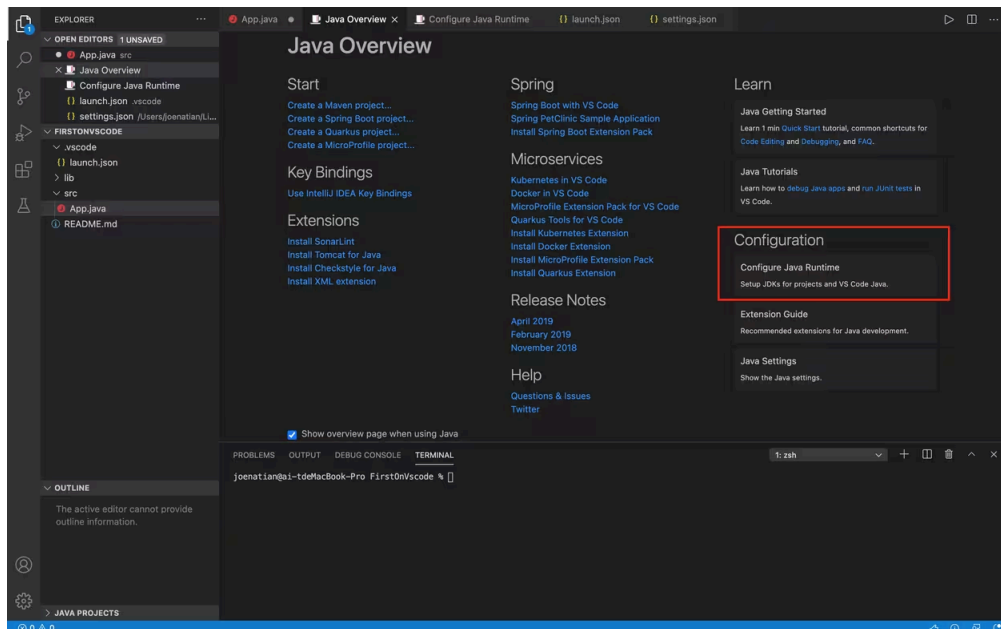 EXPLORER
OPEN EDITORS 1 UNSAVED
App.java src
Java Overview
Configure Java Runtime
launch.json .vscode
settings.json /Users/joenatian/Li...
FIRSTONVSCODE
.vscode
launch.json
lib
src
App.java
README.md
OUTLINE
The active editor cannot provide
outline information.
JAVA PROJECTS
App.java
Java Overview
Configure Java Runtime
launch.json
settings.json
Java Overview
Start
Create a Maven project...
Create a Spring Boot project...
Create a Quarkus project...
Create a MicroProfile project...
Key Bindings
Use IntelliJ IDEA Key Bindings
Extensions
Install SonarLint
Install Tomcat for Java
Install Checkstyle for Java
Install XML extension
Spring
Spring Boot with VS Code
Spring PetClinic Sample Application
Install Spring Boot Extension Pack
Microservices
Kubernetes in VS Code
Docker in VS Code
MicroProfile Extension Pack for VS Code
Quarkus Tools for VS Code
Install Kubernetes Extension
Install Docker Extension
Install MicroProfile Extension Pack
Install Quarkus Extension
Release Notes
April 2019
February 2019
November 2018
Help
Questions & Issues
Twitter
Learn
Java Getting Started
Learn 1 min Quick Start tutorial, common shortcuts for
Code Editing and Debugging, and FAQ.
Java Tutorials
Learn how to debug Java apps and run JUnit tests in
VS Code.
Configuration
Configure Java Runtime
Setup JDKs for projects and VS Code Java.
Extension Guide
Recommended extensions for Java development.
Java Settings
Show the Java settings.
Show overview page when using Java
PROBLEMS OUTPUT DEBUG CONSOLE TERMINAL
1: zsh
joenatian@ai-tdeMacBook-Pro FirstOnVscode %